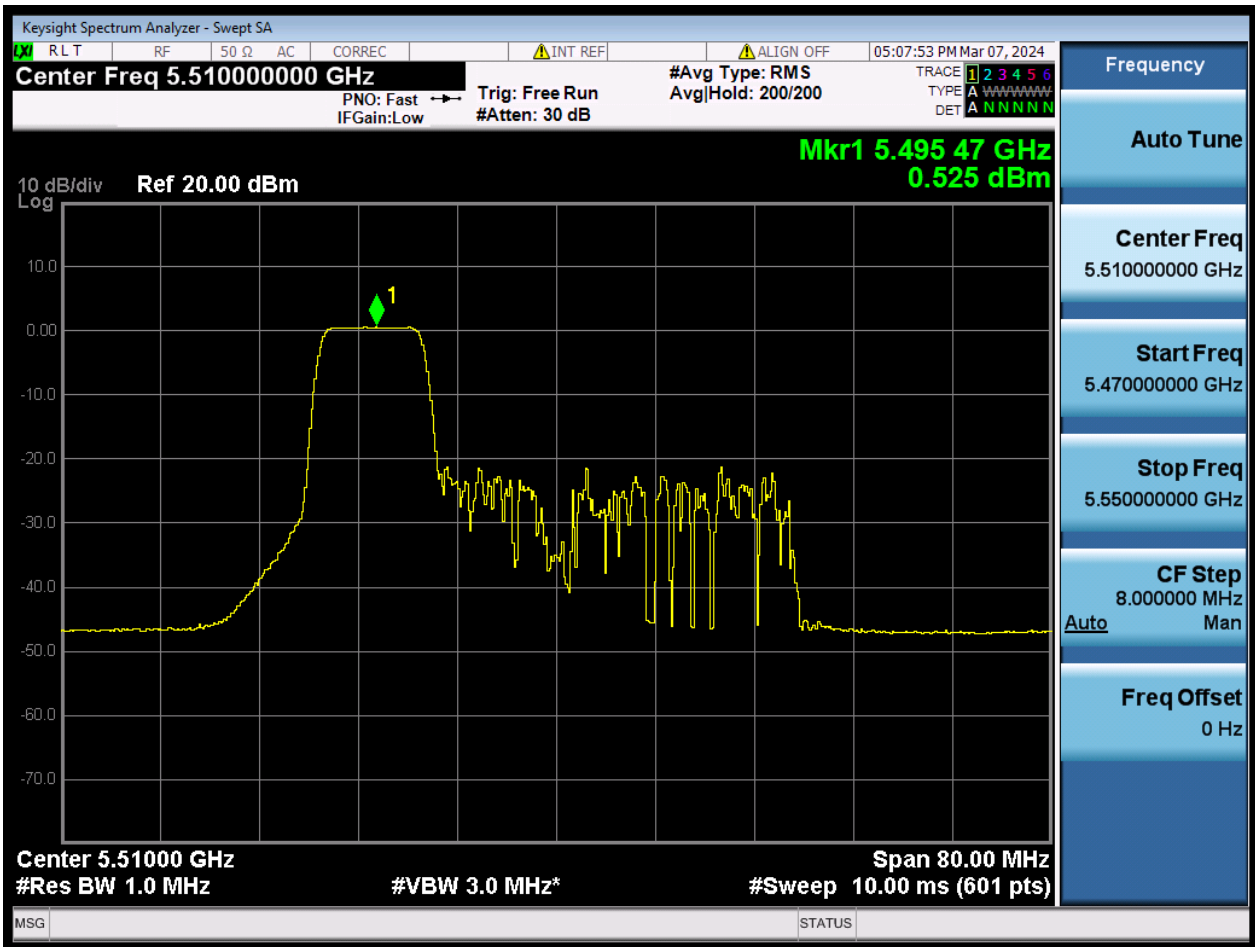 Keysight Spectrum Analyzer - Swept SA
LXI RLT RF 50 Ω AC CORREC INT REF ALIGN OFF 05:07:53 PM Mar 07, 2024
Center Freq 5.510000000 GHz
PNO: Fast
IFGain:Low
Trig: Free Run
#Atten: 30 dB
#Avg Type: RMS
Avg|Hold: 200/200
TRACE 1 2 3 4 5 6
TYPE A WWWWW
DET A N N N N N
Mkr1 5.495 47 GHz
0.525 dBm
10 dB/div Ref 20.00 dBm
Log
10.0
0.00
-10.0
-20.0
-30.0
-40.0
-50.0
-60.0
-70.0
1
Center 5.51000 GHz Span 80.00 MHz
#Res BW 1.0 MHz #VBW 3.0 MHz* #Sweep 10.00 ms (601 pts)
MSG STATUS
Frequency
Auto Tune
Center Freq
5.510000000 GHz
Start Freq
5.470000000 GHz
Stop Freq
5.550000000 GHz
CF Step
8.000000 MHz
Auto Man
Freq Offset
0 Hz